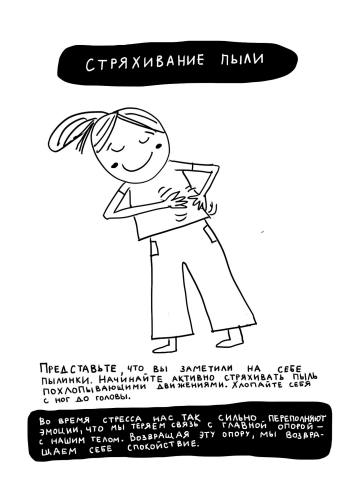 СТРЯХИВАНИЕ ПЫЛИ
ПРЕДСТАВЬТЕ, ЧТО ВЫ ЗАМЕТИЛИ НА СЕБЕ
ПЫЛИНКИ. НАЧИНАЙТЕ АКТИВНО СТРЯХИВАТЬ ПЫЛЬ
ПОХЛОПЫВАЮЩИМИ ДВИЖЕНИЯМИ. ХЛОПАЙТЕ СЕБЯ
С НОГ ДО ГОЛОВЫ.
ВО ВРЕМЯ СТРЕССА НАС ТАК СИЛЬНО ПЕРЕПОЛНЯЮТ
ЭМОЦИИ, ЧТО МЫ ТЕРЯЕМ СВЯЗЬ С ГЛАВНОЙ ОПОРОЙ –
С НАШИМ ТЕЛОМ. ВОЗВРАЩАЯ ЭТУ ОПОРУ, МЫ ВОЗВРА-
ЩАЕМ СЕБЕ СПОКОЙСТВИЕ.